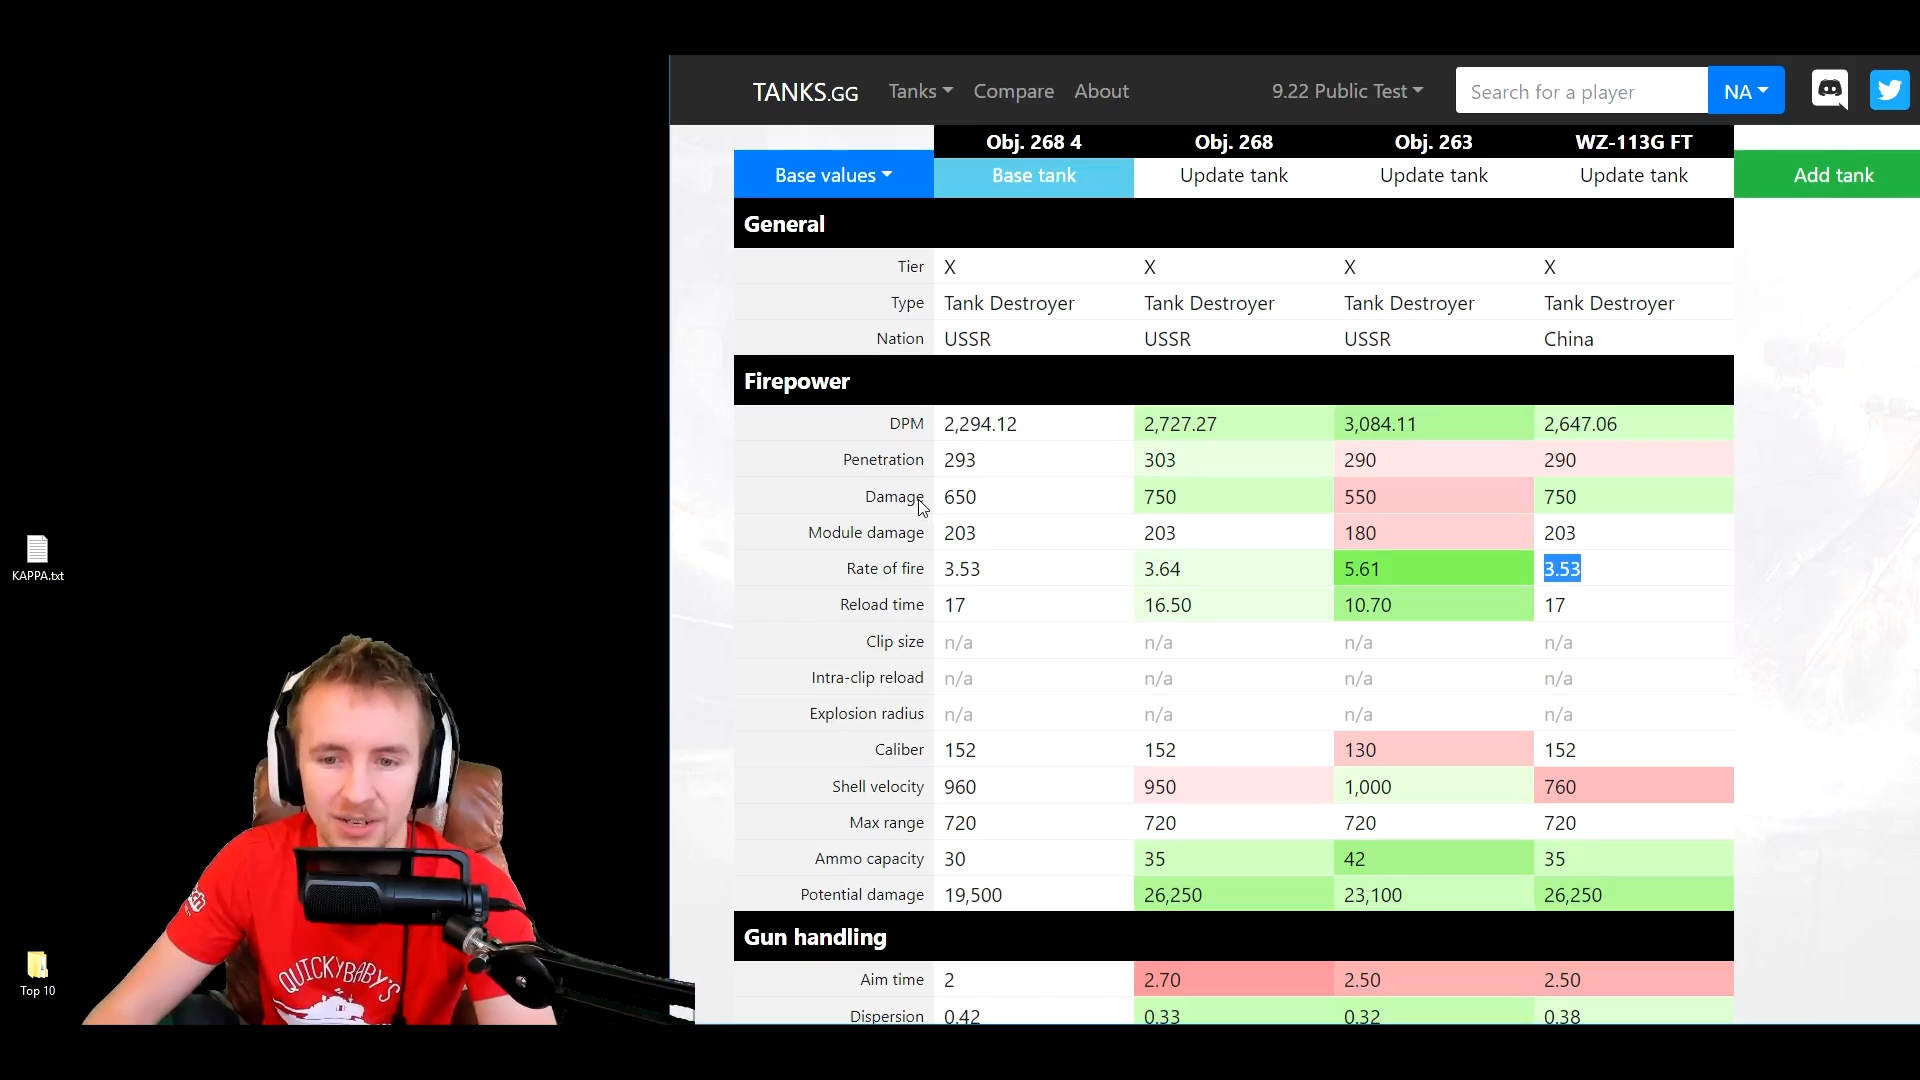 TANKS.GG Tanks Compare About 9.22 Public Test Search for a player NA
Obj. 268 4 Obj. 268 Obj. 263 WZ-113G FT
Base values Base tank Update tank Update tank Update tank Add tank
General
Tier X X X X
Type Tank Destroyer Tank Destroyer Tank Destroyer Tank Destroyer
Nation USSR USSR USSR China
Firepower
DPM 2,294.12 2,727.27 3,084.11 2,647.06
Penetration 293 303 290 290
Damage 650 750 550 750
Module damage 203 203 180 203
Rate of fire 3.53 3.64 5.61 3.53
Reload time 17 16.50 10.70 17
Clip size n/a n/a n/a n/a
Intra-clip reload n/a n/a n/a n/a
Explosion radius n/a n/a n/a n/a
Caliber 152 152 130 152
Shell velocity 960 950 1,000 760
Max range 720 720 720 720
Ammo capacity 30 35 42 35
Potential damage 19,500 26,250 23,100 26,250
Gun handling
Aim time 2 2.70 2.50 2.50
Dispersion 0.42 0.33 0.32 0.38
KAPPA.txt
Top 10
QUICKYBABY'S